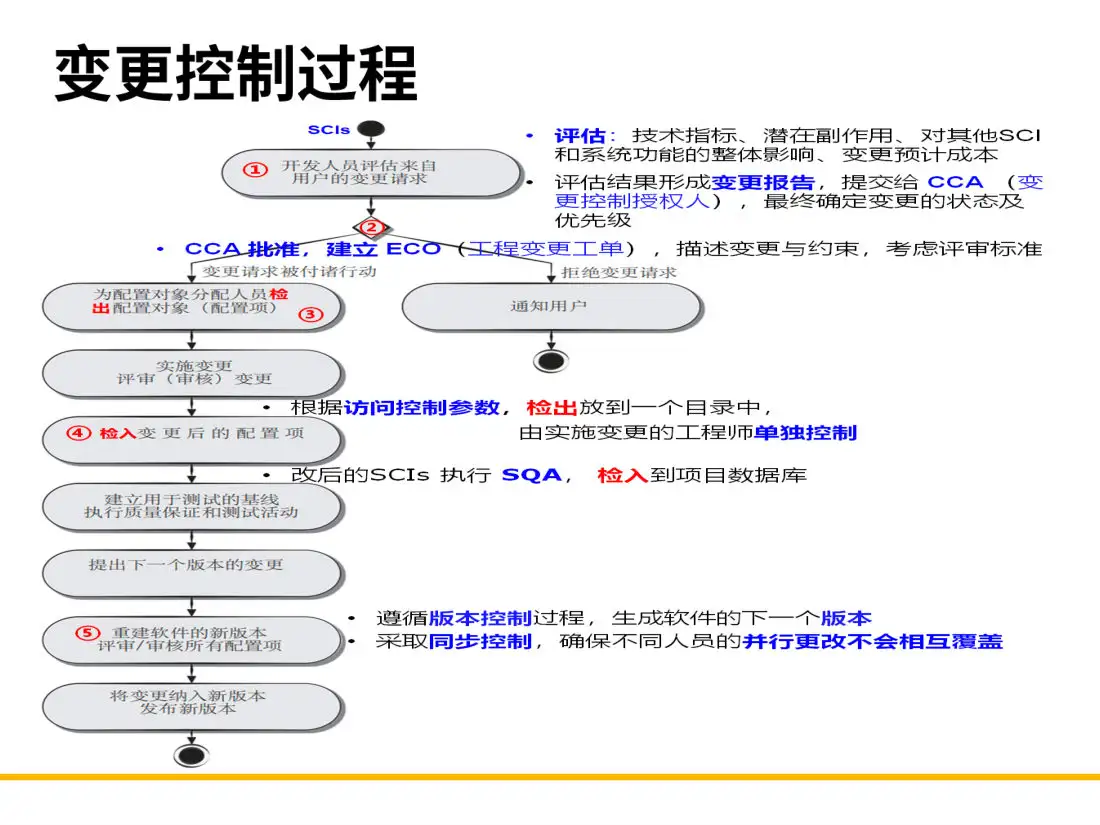 变更控制过程
SCIs
• 评估：技术指标、潜在副作用、对其他SCI
和系统功能的整体影响、变更预计成本
① 开发人员评估来自
用户的变更请求
• 评估结果形成变更报告，提交给 CCA （变
更控制授权人），最终确定变更的状态及
优先级
②
• CCA 批准，建立 ECO（工程变更工单），描述变更与约束，考虑评审标准
变更请求被付诸行动
拒绝变更请求
为配置对象分配人员检
出配置对象（配置项） ③
通知用户
实施变更
评审（审核）变更
• 根据访问控制参数，检出放到一个目录中，
由实施变更的工程师单独控制
④ 检入变更后的配置项
• 改后的SCIs 执行 SQA， 检入到项目数据库
建立用于测试的基线
执行质量保证和测试活动
提出下一个版本的变更
• 遵循版本控制过程，生成软件的下一个版本
• 采取同步控制，确保不同人员的并行更改不会相互覆盖
⑤ 重建软件的新版本
评审/审核所有配置项
将变更纳入新版本
发布新版本